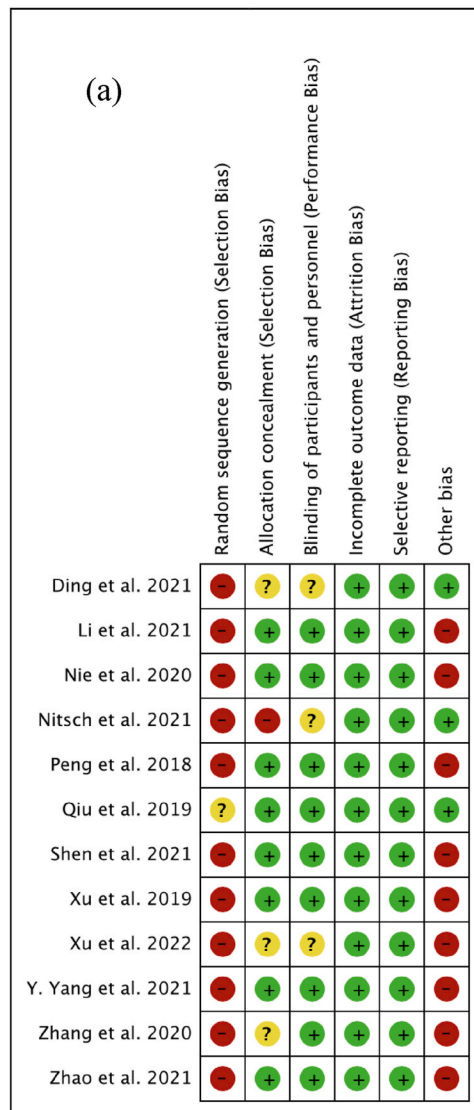 (a)
Random sequence generation (Selection Bias)
Allocation concealment (Selection Bias)
Blinding of participants and personnel (Performance Bias)
Incomplete outcome data (Attrition Bias)
Selective reporting (Reporting Bias)
Other bias
Ding et al. 2021 - ? ? + + +
Li et al. 2021 - + + + + -
Nie et al. 2020 - + + + + -
Nitsch et al. 2021 - - ? + + +
Peng et al. 2018 - + + + + -
Qiu et al. 2019 ? + + + + +
Shen et al. 2021 - + + + + -
Xu et al. 2019 - + + + + -
Xu et al. 2022 - ? ? + + -
Y. Yang et al. 2021 - + + + + -
Zhang et al. 2020 - ? + + + -
Zhao et al. 2021 - + + + + -